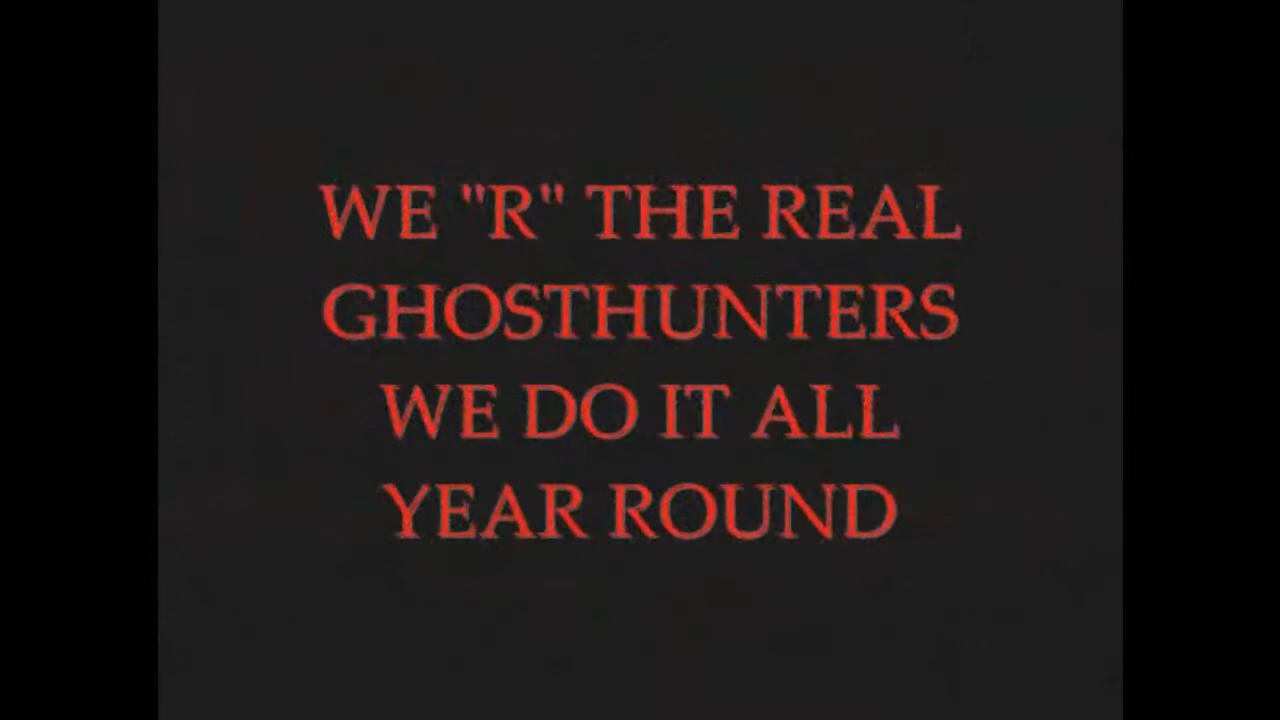 WE "R" THE REAL
GHOSTHUNTERS
WE DO IT ALL
YEAR ROUND